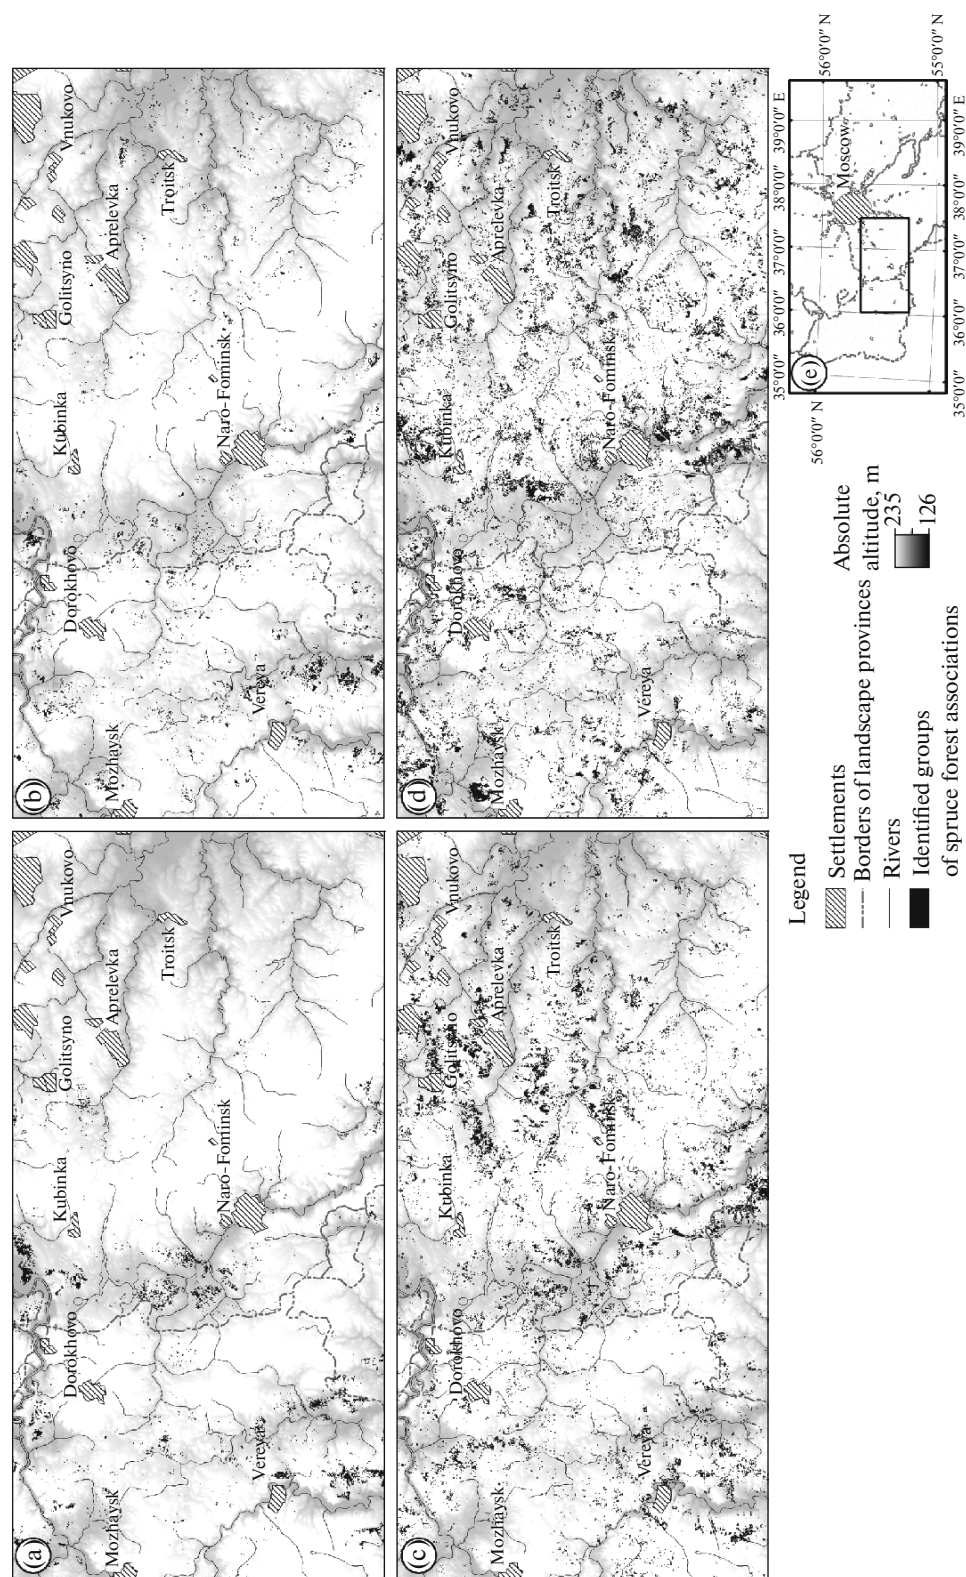 (a)
Mozhaysk
Dorokhovo
Kubinka
Golitsyno
Vnukovo
Aprelevka
Troitsk
Naro-Fominsk
Vereya
(b)
Mozhaysk
Dorokhovo
Kubinka
Golitsyno
Vnukovo
Aprelevka
Troitsk
Naro-Fominsk
Vereya
(c)
Mozhaysk
Dorokhovo
Kubinka
Golitsyno
Vnukovo
Aprelevka
Troitsk
Naro-Fominsk
Vereya
(d)
Mozhaysk
Dorokhovo
Kubinka
Golitsyno
Vnukovo
Aprelevka
Troitsk
Naro-Fominsk
Vereya
Legend
Settlements
Borders of landscape provinces
Rivers
Identified groups
of spruce forest associations
Absolute
altitude, m
235
126
35°0′0″ 36°0′0″ 37°0′0″ 38°0′0″ 39°0′0″ E
(e)
Moscow
56°0′0″ N
56°0′0″ N
55°0′0″ N
35°0′0″ 36°0′0″ 37°0′0″ 38°0′0″ 39°0′0″ E